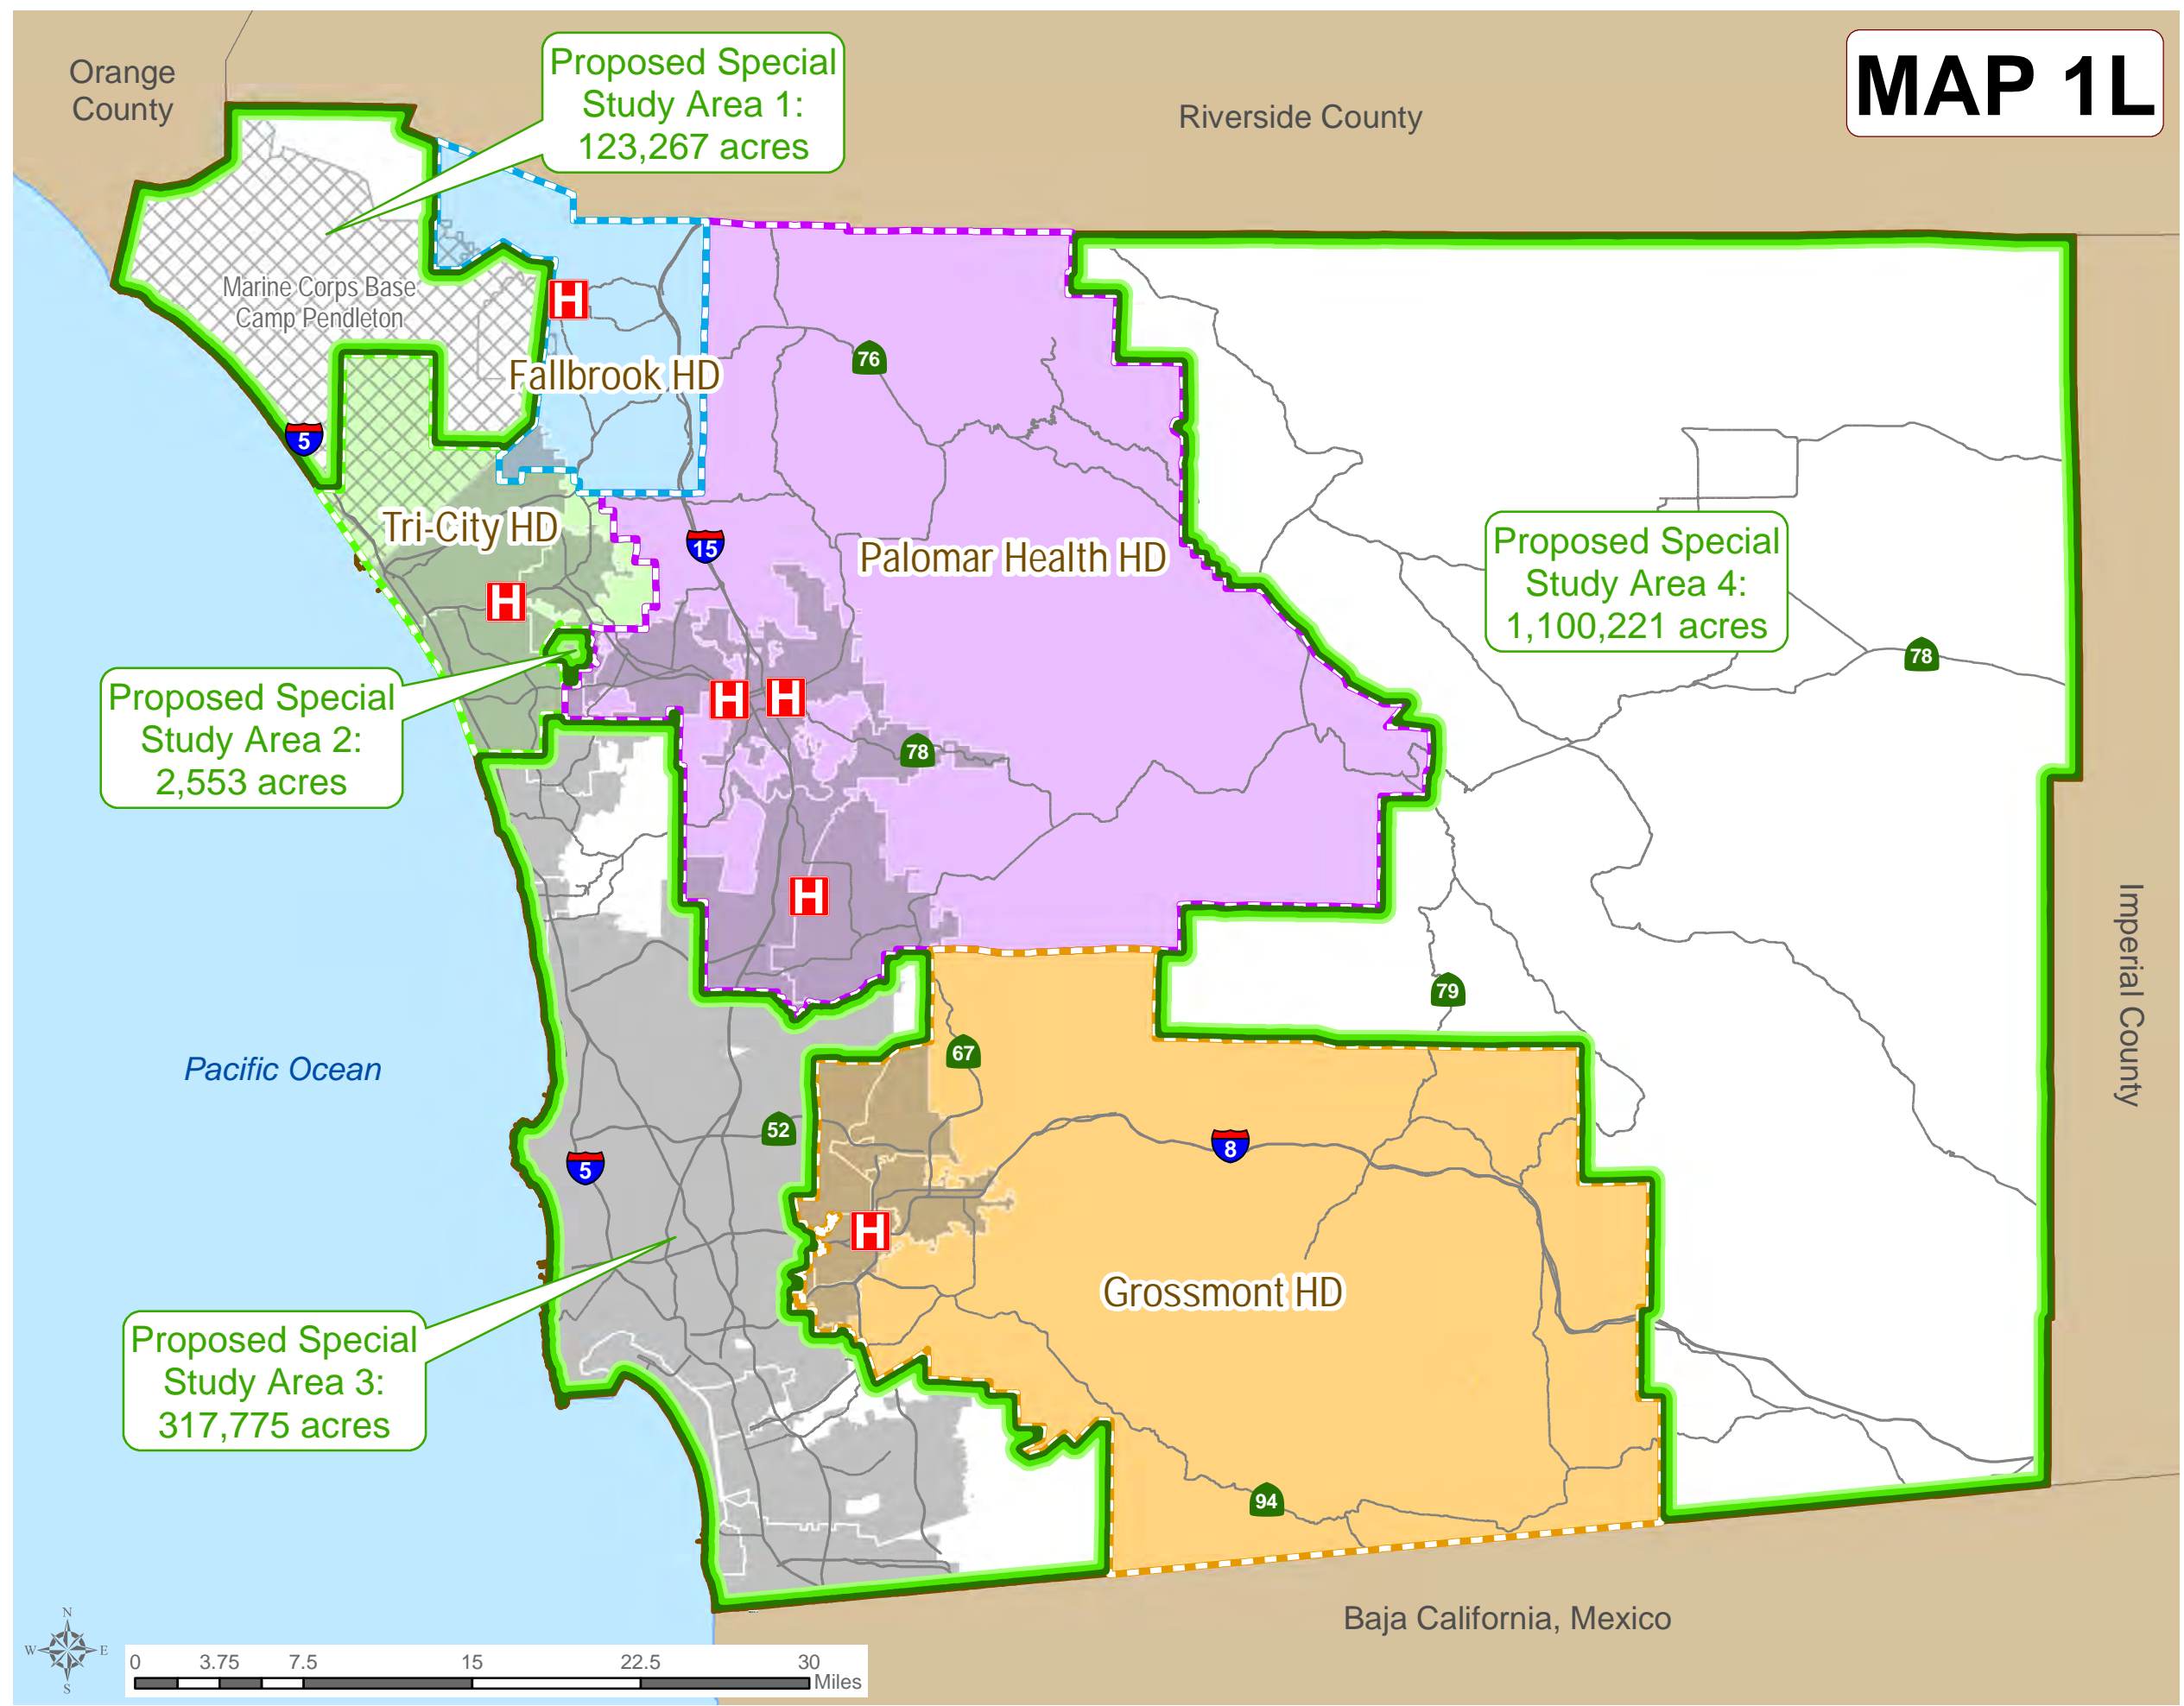 MAP 1L
Orange
County
Proposed Special
Study Area 1:
123,267 acres
Riverside County
Marine Corps Base
Camp Pendleton
H
Fallbrook HD
76
5
Tri-City HD
15
Palomar Health HD
Proposed Special
Study Area 4:
1,100,221 acres
H
78
Proposed Special
Study Area 2:
2,553 acres
H
H
78
H
Imperial County
79
Pacific Ocean
67
52
5
8
H
Grossmont HD
Proposed Special
Study Area 3:
317,775 acres
94
Baja California, Mexico
N
W E
S
0 3.75 7.5 15 22.5 30
Miles